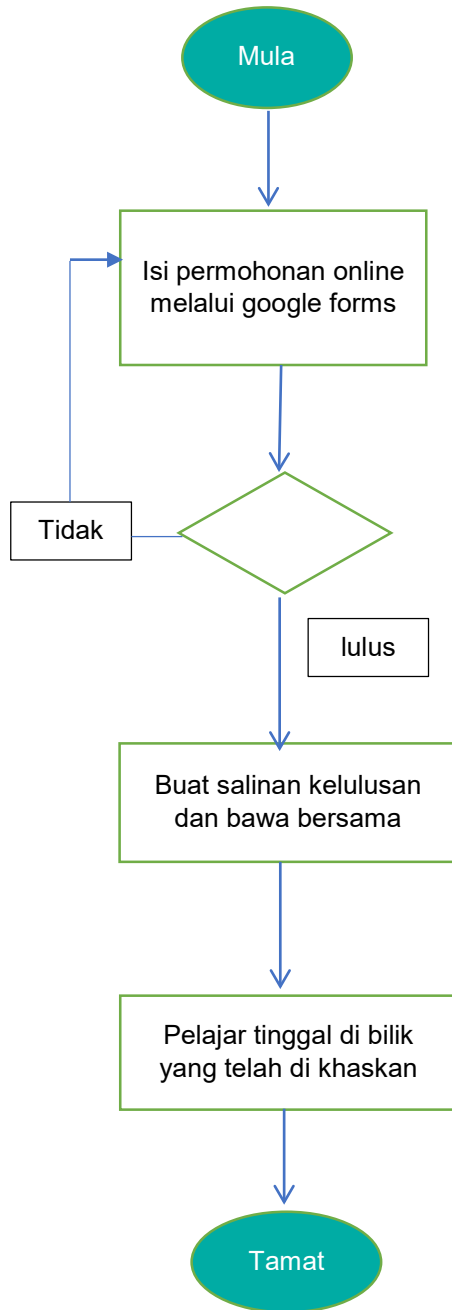 Mula
Isi permohonan online
melalui google forms
Tidak
lulus
Buat salinan kelulusan
dan bawa bersama
Pelajar tinggal di bilik
yang telah di khaskan
Tamat